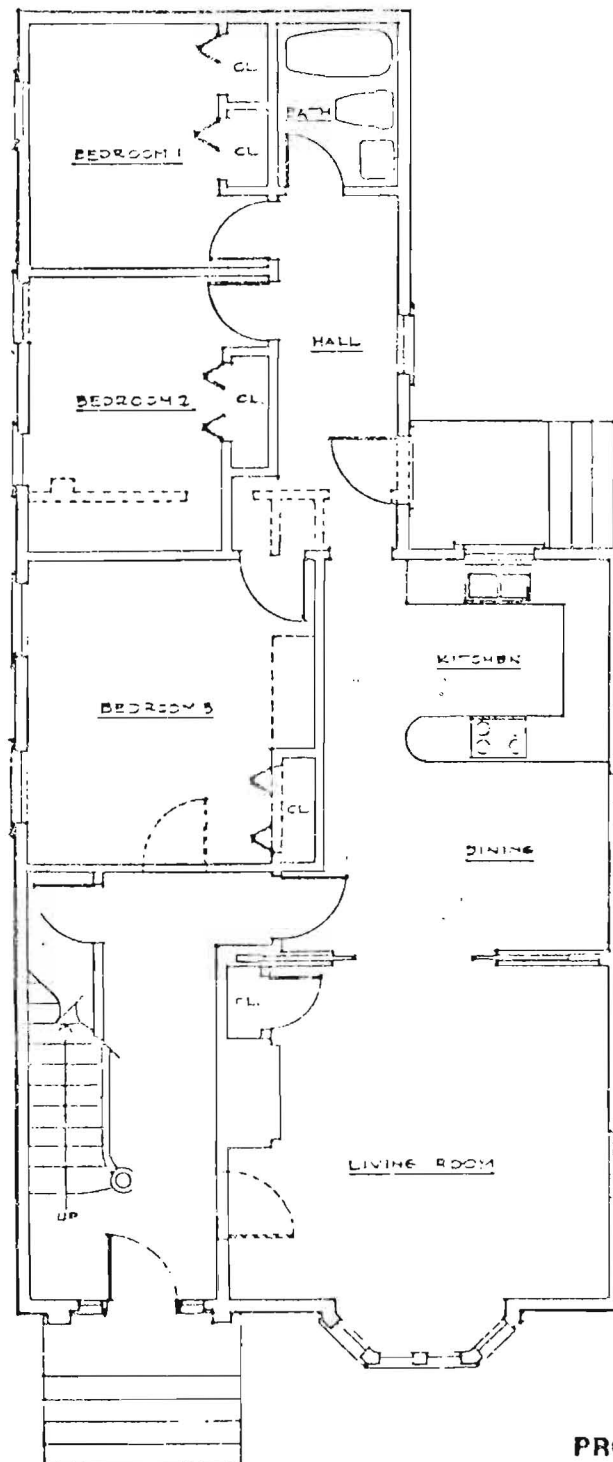 CL.
BATH
BEDROOM 1
CL.
HALL
BEDROOM 2
CL.
KITCHEN
BEDROOM 3
CL.
DINING
CL.
LIVING ROOM
UP